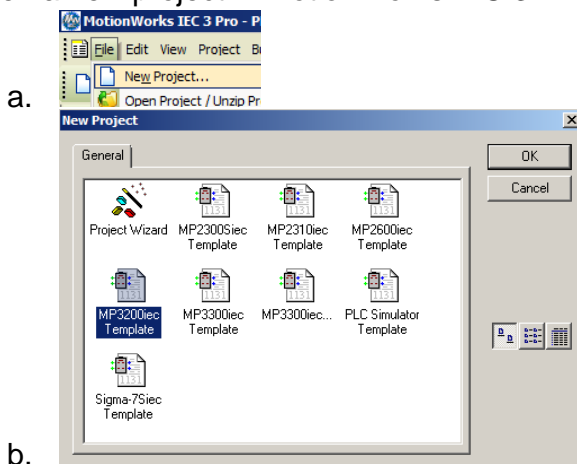 MotionWorks IEC 3 Pro - P
File Edit View Project B
New Project...
Open Project / Unzip Pr
a.
New Project
General
OK
Cancel
Project Wizard MP2300Siec Template MP2310iec Template MP2600iec Template
MP3200iec Template MP3300iec Template MP3300iec... PLC Simulator Template
Sigma-7Siec Template
b.